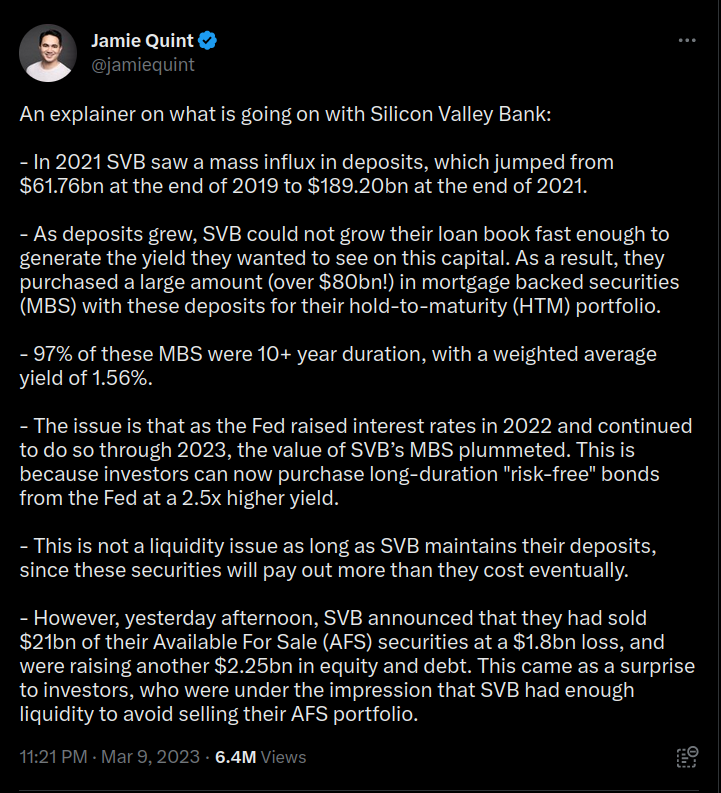 Jamie Quint
@jamiequint
An explainer on what is going on with Silicon Valley Bank:
- In 2021 SVB saw a mass influx in deposits, which jumped from
$61.76bn at the end of 2019 to $189.20bn at the end of 2021.
- As deposits grew, SVB could not grow their loan book fast enough to
generate the yield they wanted to see on this capital. As a result, they
purchased a large amount (over $80bn!) in mortgage backed securities
(MBS) with these deposits for their hold-to-maturity (HTM) portfolio.
- 97% of these MBS were 10+ year duration, with a weighted average
yield of 1.56%.
- The issue is that as the Fed raised interest rates in 2022 and continued
to do so through 2023, the value of SVB’s MBS plummeted. This is
because investors can now purchase long-duration "risk-free" bonds
from the Fed at a 2.5x higher yield.
- This is not a liquidity issue as long as SVB maintains their deposits,
since these securities will pay out more than they cost eventually.
- However, yesterday afternoon, SVB announced that they had sold
$21bn of their Available For Sale (AFS) securities at a $1.8bn loss, and
were raising another $2.25bn in equity and debt. This came as a surprise
to investors, who were under the impression that SVB had enough
liquidity to avoid selling their AFS portfolio.
11:21 PM · Mar 9, 2023 · 6.4M Views